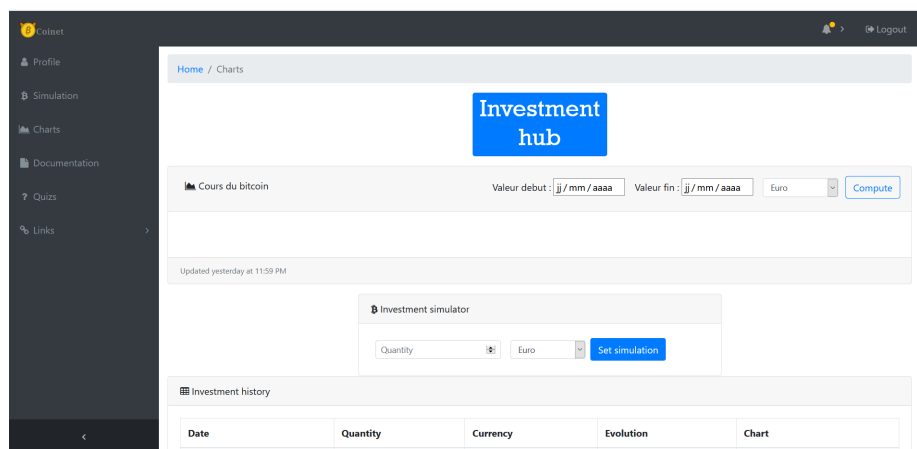 Coinet
Logout
Profile
Simulation
Charts
Documentation
Quizs
Links
Home / Charts
Investment
hub
Cours du bitcoin
Valeur debut : jj / mm / aaaa Valeur fin : jj / mm / aaaa Euro Compute
Updated yesterday at 11:59 PM
Investment simulator
Quantity Euro Set simulation
Investment history
Date Quantity Currency Evolution Chart